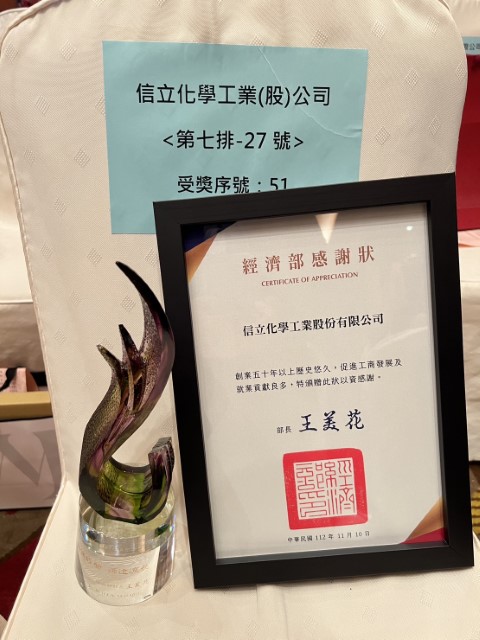 信立化學工業(股)公司
<第七排-27 號>
受獎序號：51
經濟部感謝狀
CERTIFICATE OF APPRECIATION
信立化學工業股份有限公司
創業五十年以上歷史悠久，促進工商發展及
就業貢獻良多，特頒贈此狀以資感謝。
部長 王美花
中華民國 112 年 11 月 10 日